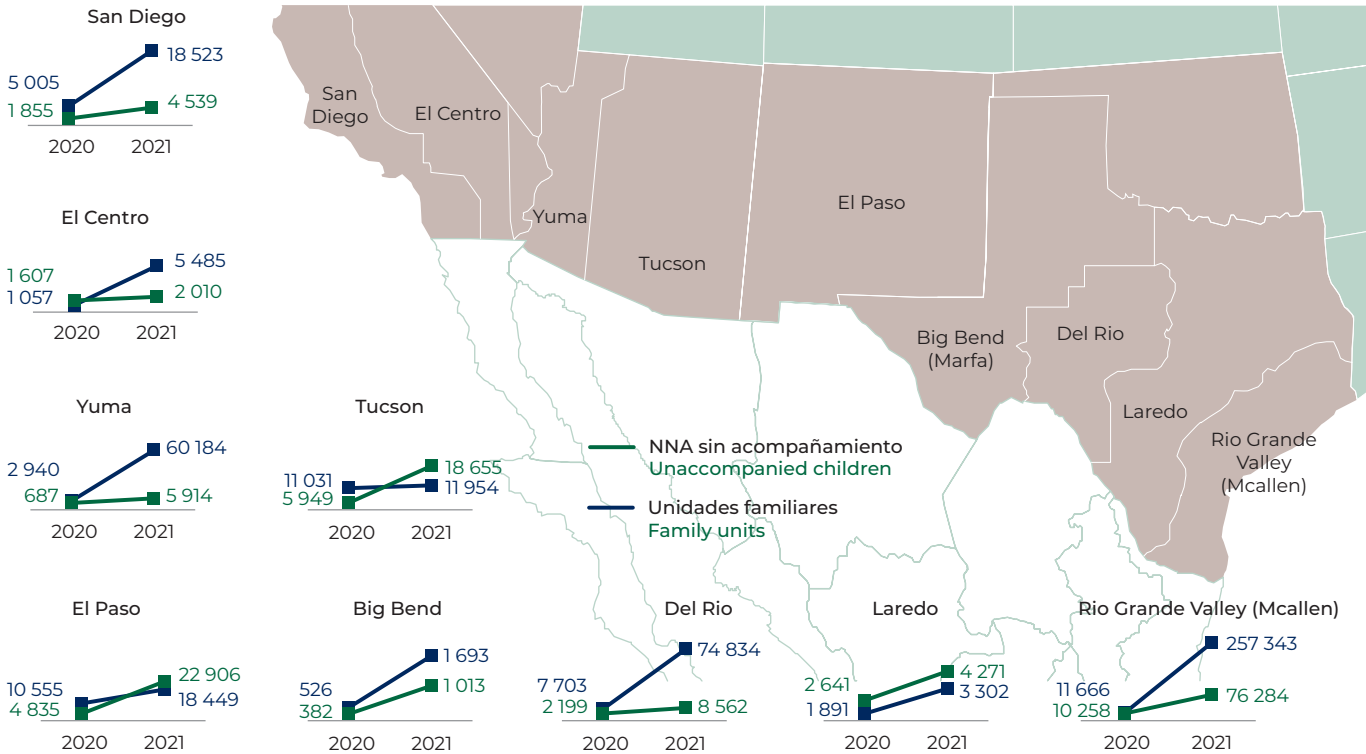 San Diego
5 005
1 855
18 523
4 539
2020 2021
El Centro
1 607
1 057
5 485
2 010
2020 2021
Yuma
2 940
687
60 184
5 914
2020 2021
Tucson
11 031
5 949
18 655
11 954
2020 2021
NNA sin acompañamiento
Unaccompanied children
Unidades familiares
Family units
San
Diego
El Centro
Yuma
Tucson
El Paso
Big Bend
(Marfa)
Del Rio
Laredo
Rio Grande
Valley
(Mcallen)
El Paso
10 555
4 835
22 906
18 449
2020 2021
Big Bend
526
382
1 693
1 013
2020 2021
Del Rio
7 703
2 199
74 834
8 562
2020 2021
Laredo
2 641
1 891
4 271
3 302
2020 2021
Rio Grande Valley (Mcallen)
11 666
10 258
257 343
76 284
2020 2021